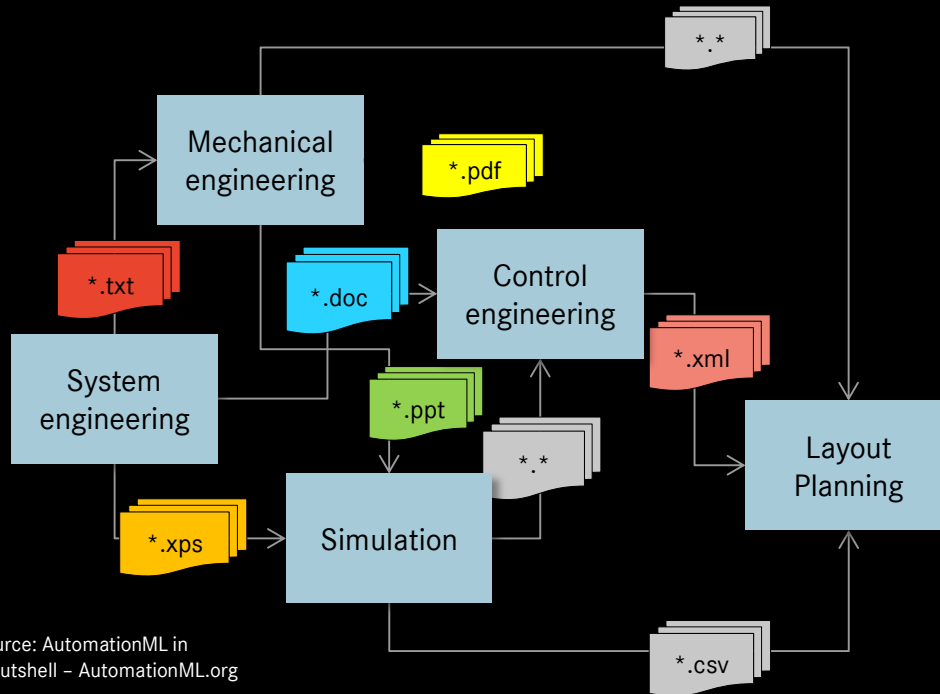 *.*
Mechanical
engineering
*.pdf
*.txt
*.doc
Control
engineering
*.xml
System
engineering
*.ppt
*.*
Layout
Planning
*.xps
Simulation
*.csv
urce: AutomationML in
utshell – AutomationML.org